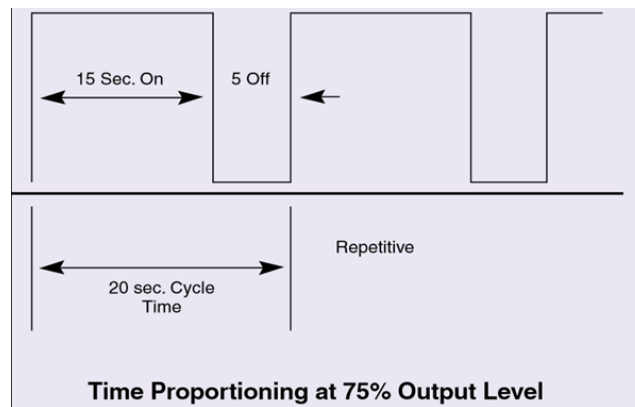 15 Sec. On
5 Off
Repetitive
20 sec. Cycle
Time
Time Proportioning at 75% Output Level